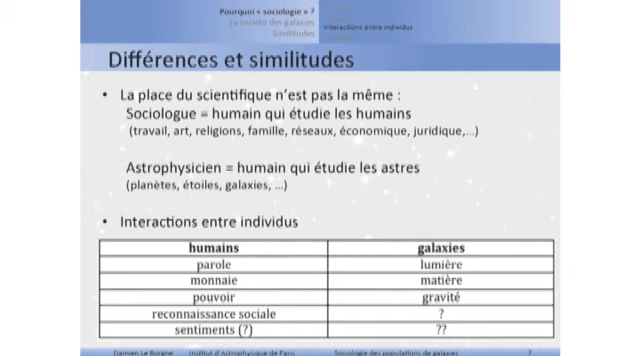 Pourquoi « sociologie » ?
La société des galaxies
Similitudes
Interactions entre individus
Différences et similitudes
• La place du scientifique n'est pas la même :
Sociologue = humain qui étudie les humains
(travail, art, religions, famille, réseaux, économique, juridique,...)
Astrophysicien = humain qui étudie les astres
(planètes, étoiles, galaxies, ...)
• Interactions entre individus
humains galaxies
parole lumière
monnaie matière
pouvoir gravité
reconnaissance sociale ?
sentiments (?) ??
Damien Le Borgne Institut d'Astrophysique de Paris Sociologie des populations de galaxies 7